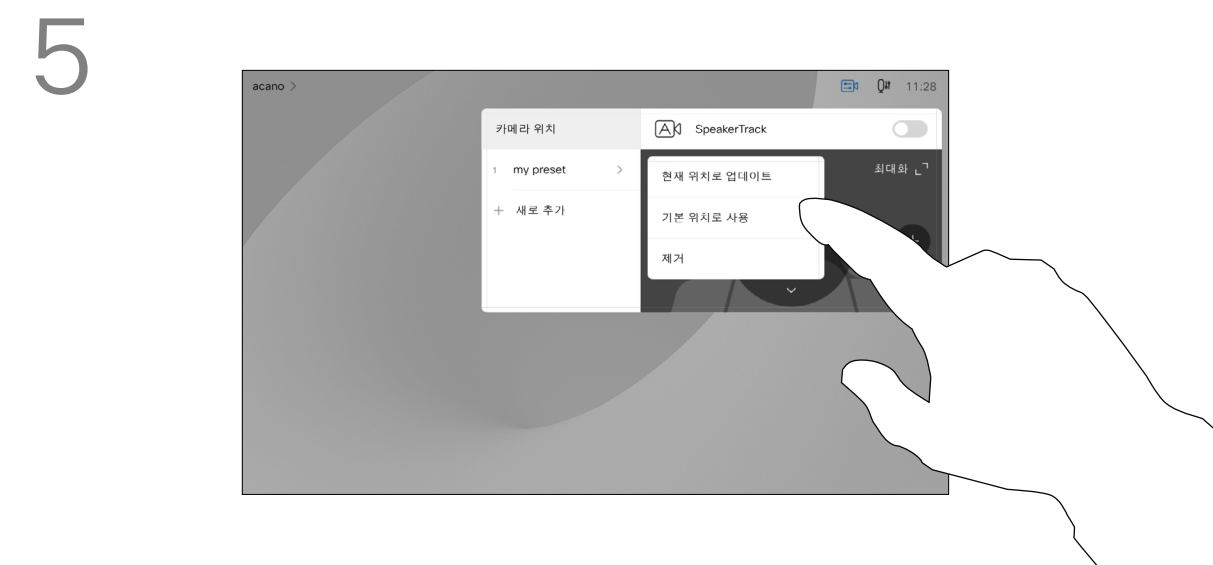 5
acano >
11:28
카메라 위치
SpeakerTrack
1 my preset >
현재 위치로 업데이트
최대화
+ 새로 추가
기본 위치로 사용
제거